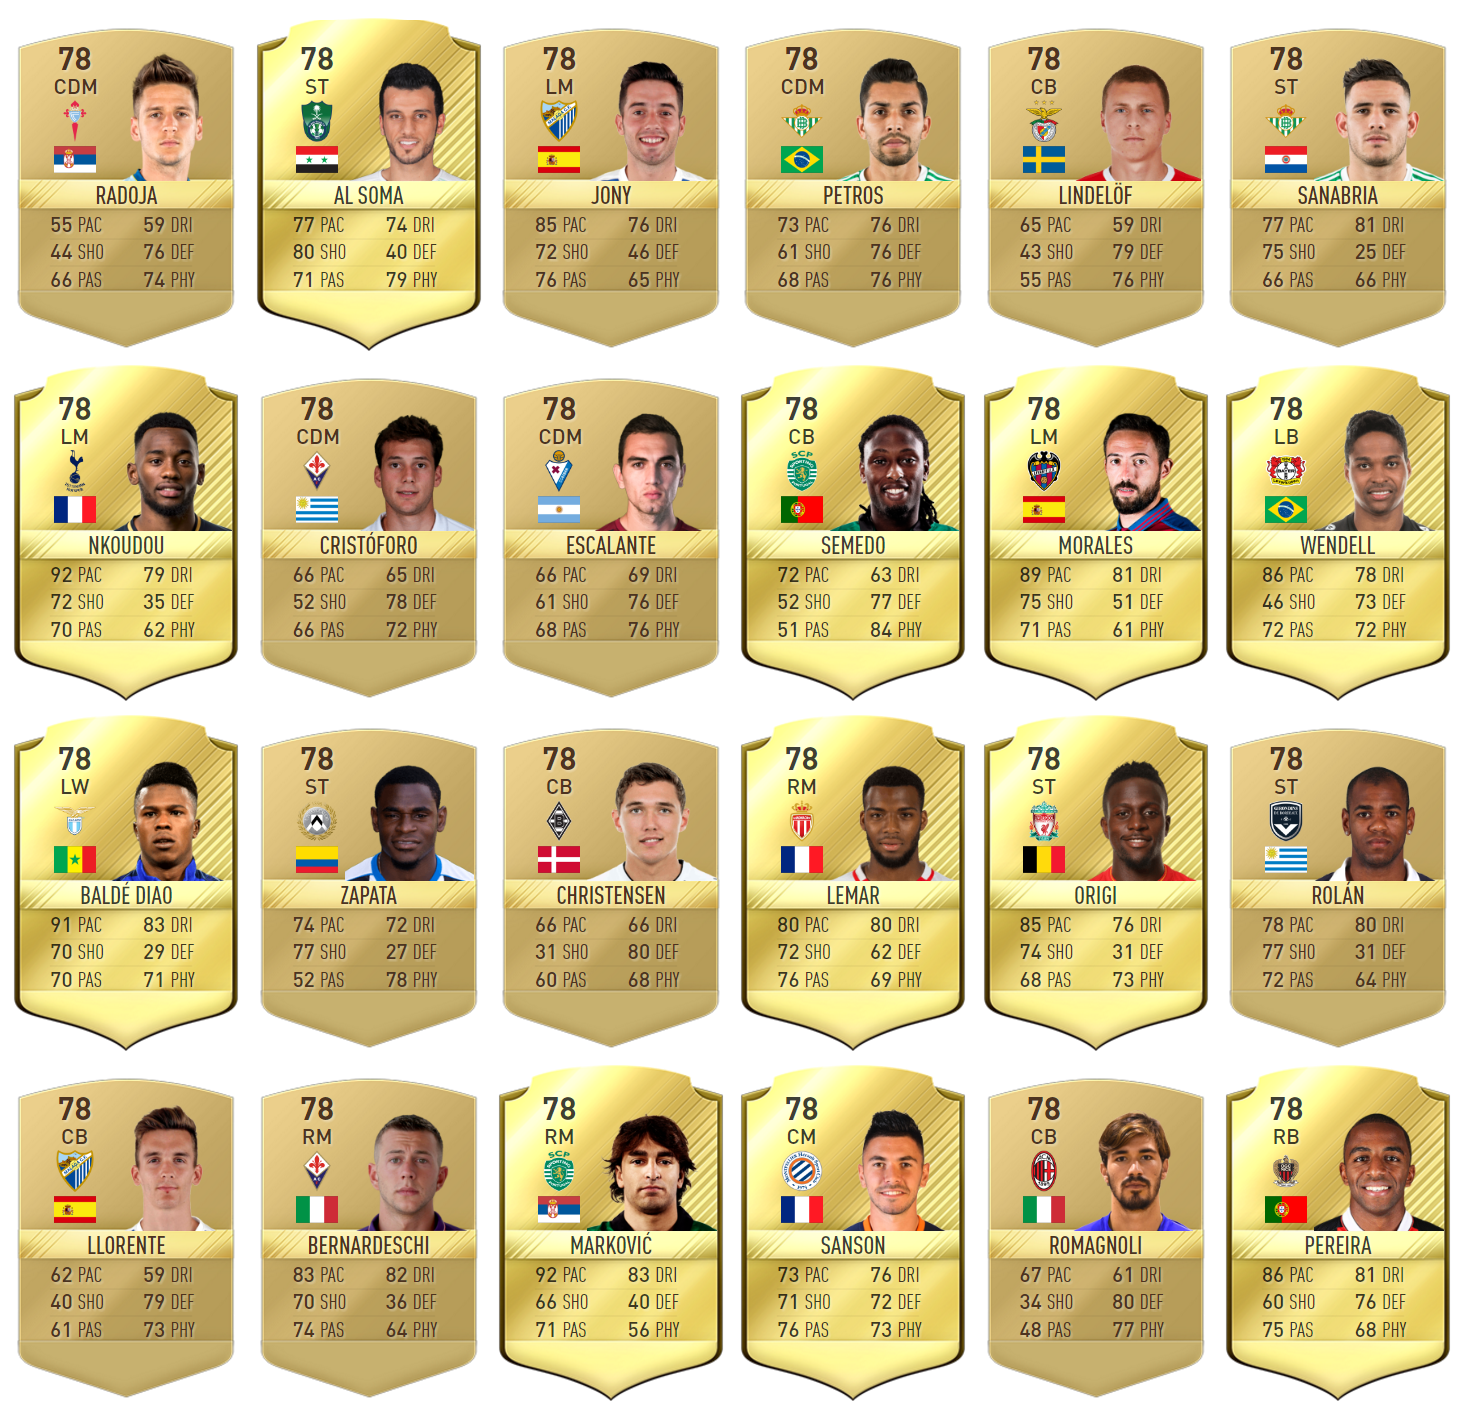 78
CDM
RADOJA
55 PAC 59 DRI
44 SHO 76 DEF
66 PAS 74 PHY
78
ST
AL SOMA
77 PAC 74 DRI
80 SHO 40 DEF
71 PAS 79 PHY
78
LM
JONY
85 PAC 76 DRI
72 SHO 46 DEF
76 PAS 65 PHY
78
CDM
PETROS
73 PAC 76 DRI
61 SHO 76 DEF
68 PAS 76 PHY
78
CB
LINDELÖF
65 PAC 59 DRI
43 SHO 79 DEF
55 PAS 76 PHY
78
ST
SANABRIA
77 PAC 81 DRI
75 SHO 25 DEF
66 PAS 66 PHY
78
LM
NKOUDOU
92 PAC 79 DRI
72 SHO 35 DEF
70 PAS 62 PHY
78
CDM
CRISTÓFORO
66 PAC 65 DRI
52 SHO 78 DEF
66 PAS 72 PHY
78
CDM
ESCALANTE
66 PAC 69 DRI
61 SHO 76 DEF
68 PAS 76 PHY
78
CB
SCP
SEMEDO
72 PAC 63 DRI
52 SHO 77 DEF
51 PAS 84 PHY
78
LM
MORALES
89 PAC 81 DRI
75 SHO 51 DEF
71 PAS 61 PHY
78
LB
WENDELL
86 PAC 78 DRI
46 SHO 73 DEF
72 PAS 72 PHY
78
LW
BALDÉ DIAO
91 PAC 83 DRI
70 SHO 29 DEF
70 PAS 71 PHY
78
ST
ZAPATA
74 PAC 72 DRI
77 SHO 27 DEF
52 PAS 78 PHY
78
CB
CHRISTENSEN
66 PAC 66 DRI
31 SHO 80 DEF
60 PAS 68 PHY
78
RM
LEMAR
80 PAC 80 DRI
72 SHO 62 DEF
76 PAS 69 PHY
78
ST
ORIGI
85 PAC 76 DRI
74 SHO 31 DEF
68 PAS 73 PHY
78
ST
ROLÁN
78 PAC 80 DRI
77 SHO 31 DEF
72 PAS 64 PHY
78
CB
LLORENTE
62 PAC 59 DRI
40 SHO 79 DEF
61 PAS 73 PHY
78
RM
BERNARDESCHI
83 PAC 82 DRI
70 SHO 36 DEF
74 PAS 64 PHY
78
RM
SCP
MARKOVIĆ
92 PAC 83 DRI
66 SHO 40 DEF
71 PAS 56 PHY
78
CM
SANSON
73 PAC 76 DRI
71 SHO 72 DEF
76 PAS 73 PHY
78
CB
ROMAGNOLI
67 PAC 61 DRI
34 SHO 80 DEF
48 PAS 77 PHY
78
RB
PEREIRA
86 PAC 81 DRI
60 SHO 76 DEF
75 PAS 68 PHY